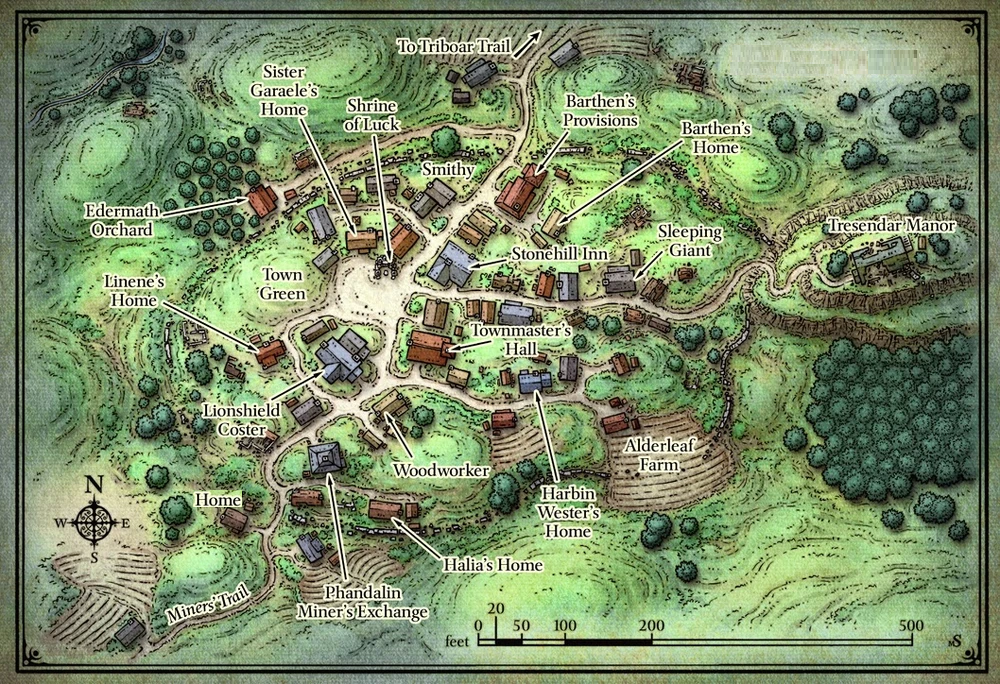 To Triboar Trail
Sister
Garaele's
Home
Shrine
of Luck
Barthen's
Provisions
Barthen's
Home
Smithy
Edermath
Orchard
Tresendar Manor
Sleeping
Giant
Stonehill Inn
Town
Green
Linene's
Home
Townmaster's
Hall
Lionshield
Coster
Alderleaf
Farm
Woodworker
N
W
E
S
Home
Harbin
Wester's
Home
Halia's Home
Miners' Trail
Phandalin
Miner's Exchange
20
feet 0 50 100 200 500